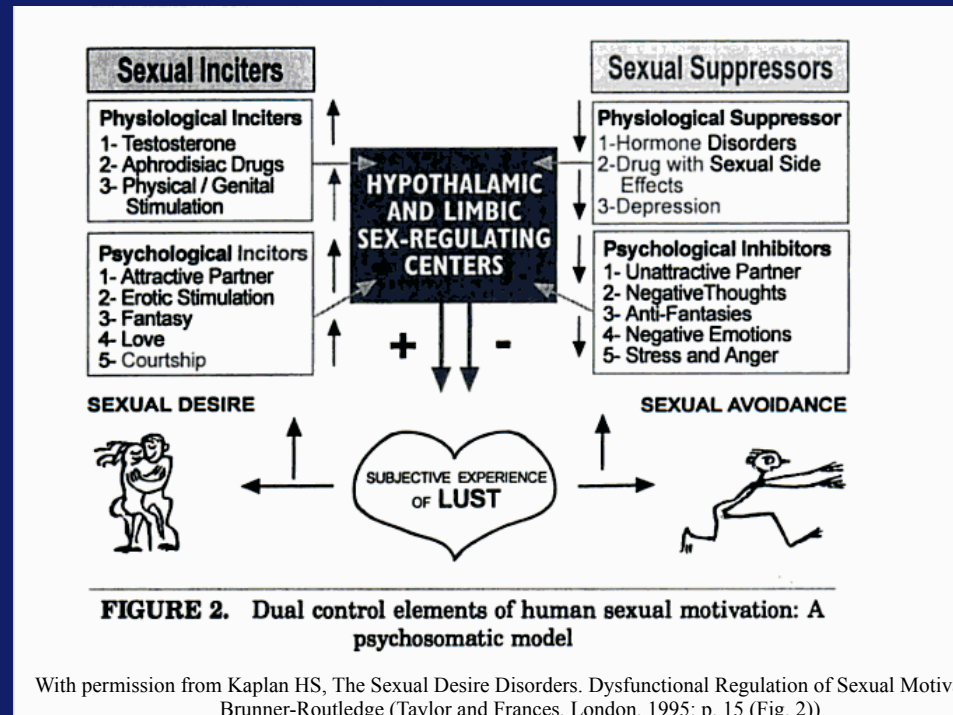 Sexual Inciters
Physiological Inciters
1- Testosterone
2- Aphrodisiac Drugs
3- Physical / Genital
Stimulation
Psychological Incitors
1- Attractive Partner
2- Erotic Stimulation
3- Fantasy
4- Love
5- Courtship
HYPOTHALAMIC
AND LIMBIC
SEX-REGULATING
CENTERS
+ -
Sexual Suppressors
Physiological Suppressor
1-Hormone Disorders
2-Drug with Sexual Side
Effects
3-Depression
Psychological Inhibitors
1- Unattractive Partner
2- NegativeThoughts
3- Anti-Fantasies
4- Negative Emotions
5- Stress and Anger
SEXUAL DESIRE
SEXUAL AVOIDANCE
SUBJECTIVE EXPERIENCE
OF LUST
FIGURE 2. Dual control elements of human sexual motivation: A
psychosomatic model
With permission from Kaplan HS, The Sexual Desire Disorders. Dysfunctional Regulation of Sexual
Brunner-Routledge (Taylor and Frances, London, 1995; p. 15 (Fig. 2))